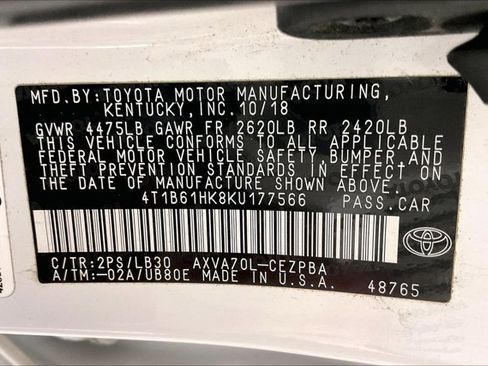 MFD.BY:TOYOTA MOTOR MANUFACTURING,
KENTUCKY,INC.10/18
GVWR 4475LB GAWR FR 2620LB RR 2420LB
THIS VEHICLE CONFORMS TO ALL APPLICABLE
FEDERAL MOTOR VEHICLE SAFETY, BUMPER AND
THEFT PREVENTION STANDARDS IN EFFECT ON
THE DATE OF MANUFACTURE SHOWN ABOVE.
4T1B61HK8KU177566 PASS.CAR
C/TR:2PS/LB30 AXVA70L-CEZPBA
A/TM:-02A7UB80E MADE IN U.S.A. 48765